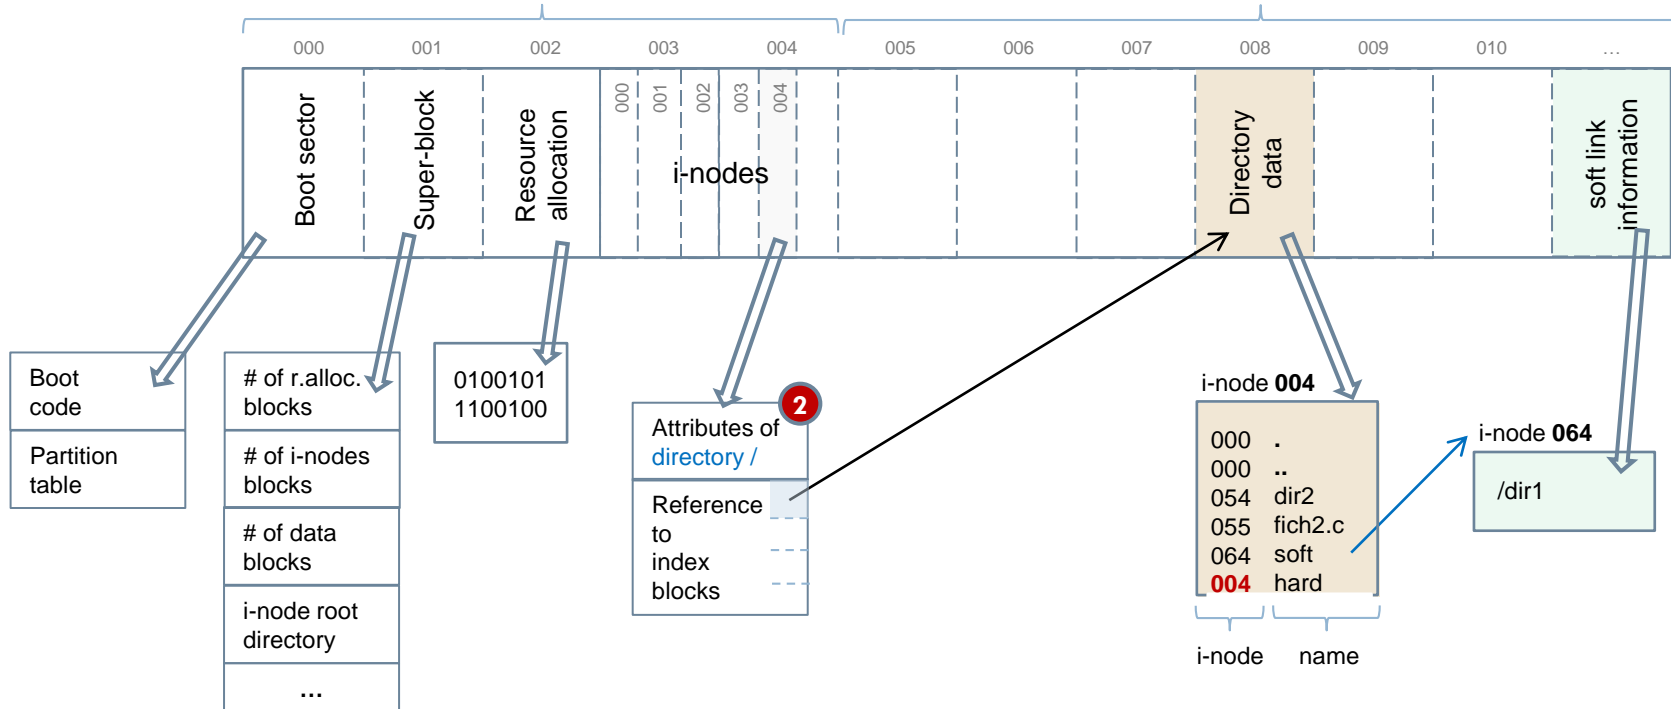 000 001 002 003 004 005 006 007 008 009 010 ...
000 001 002 003 004
Boot sector
Super-block
Resource
allocation
i-nodes
Directory
data
soft link
information
Boot
code
Partition
table
# of r.alloc.
blocks
# of i-nodes
blocks
# of data
blocks
i-node root
directory
...
0100101
1100100
2
Attributes of
directory /
Reference
to
index
blocks
i-node 004
000 .
000 ..
054 dir2
055 fich2.c
064 soft
004 hard
i-node name
i-node 064
/dir1